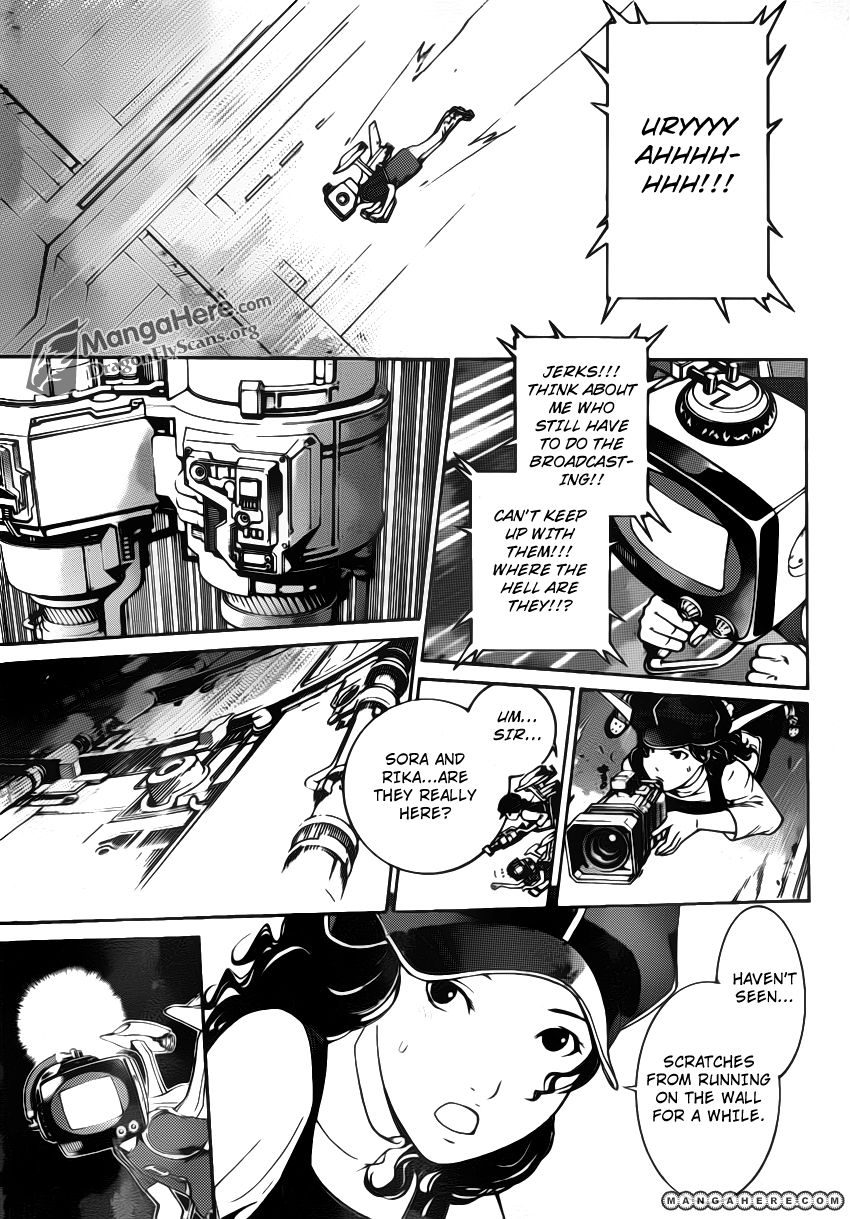 URYYYY
AHHHH-
HHH!!!
MangaHere.com
DragonFlyScans.org
JERKS!!!
THINK ABOUT
ME WHO
STILL HAVE
TO DO THE
BROADCAST-
ING!!
CAN'T KEEP
UP WITH
THEM!!!
WHERE THE
HELL ARE
THEY!!?
UM...
SIR...
SORA AND
RIKA...ARE
THEY REALLY
HERE?
HAVEN'T
SEEN...
SCRATCHES
FROM RUNNING
ON THE WALL
FOR A WHILE.
MANGAHERE.COM